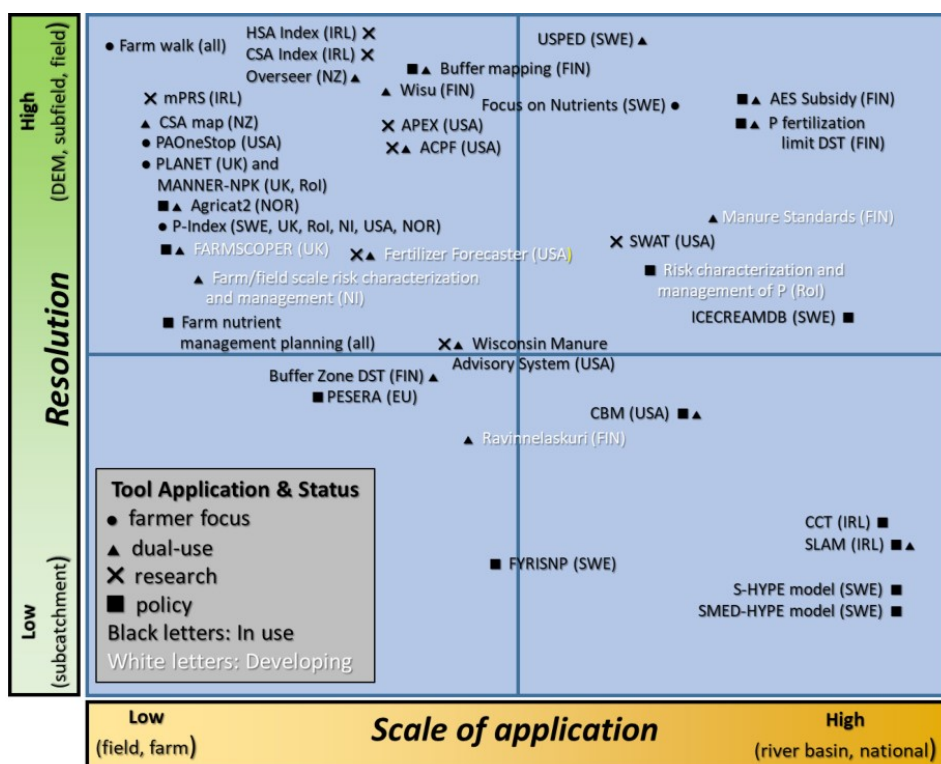 High
(DEM, subfield, field)
Resolution
Low
(subcatchment)
Farm walk (all)
HSA Index (IRL)
CSA Index (IRL)
Overseer (NZ)
mPRS (IRL)
CSA map (NZ)
PAOneStop (USA)
PLANET (UK) and
MANNER-NPK (UK, RoI)
Agricat2 (NOR)
P-Index (SWE, UK, RoI, NI, USA, NOR)
FARMSCOPER (UK)
Fertilizer Forecaster (USA)
Farm/field scale risk characterization
and management (NI)
Farm nutrient
management planning (all)
Buffer mapping (FIN)
Wisu (FIN)
APEX (USA)
ACPF (USA)
Wisconsin Manure
Advisory System (USA)
USPED (SWE)
Focus on Nutrients (SWE)
AES Subsidy (FIN)
P fertilization
limit DST (FIN)
Manure Standards (FIN)
SWAT (USA)
Risk characterization and
management of P (RoI)
ICECREAMDB (SWE)
Buffer Zone DST (FIN)
PESERA (EU)
Ravinnelaskuri (FIN)
CBM (USA)
FYRISNP (SWE)
CCT (IRL)
SLAM (IRL)
S-HYPE model (SWE)
SMED-HYPE model (SWE)
Tool Application & Status
farmer focus
dual-use
research
policy
Black letters: In use
White letters: Developing
Low
(field, farm)
Scale of application
High
(river basin, national)